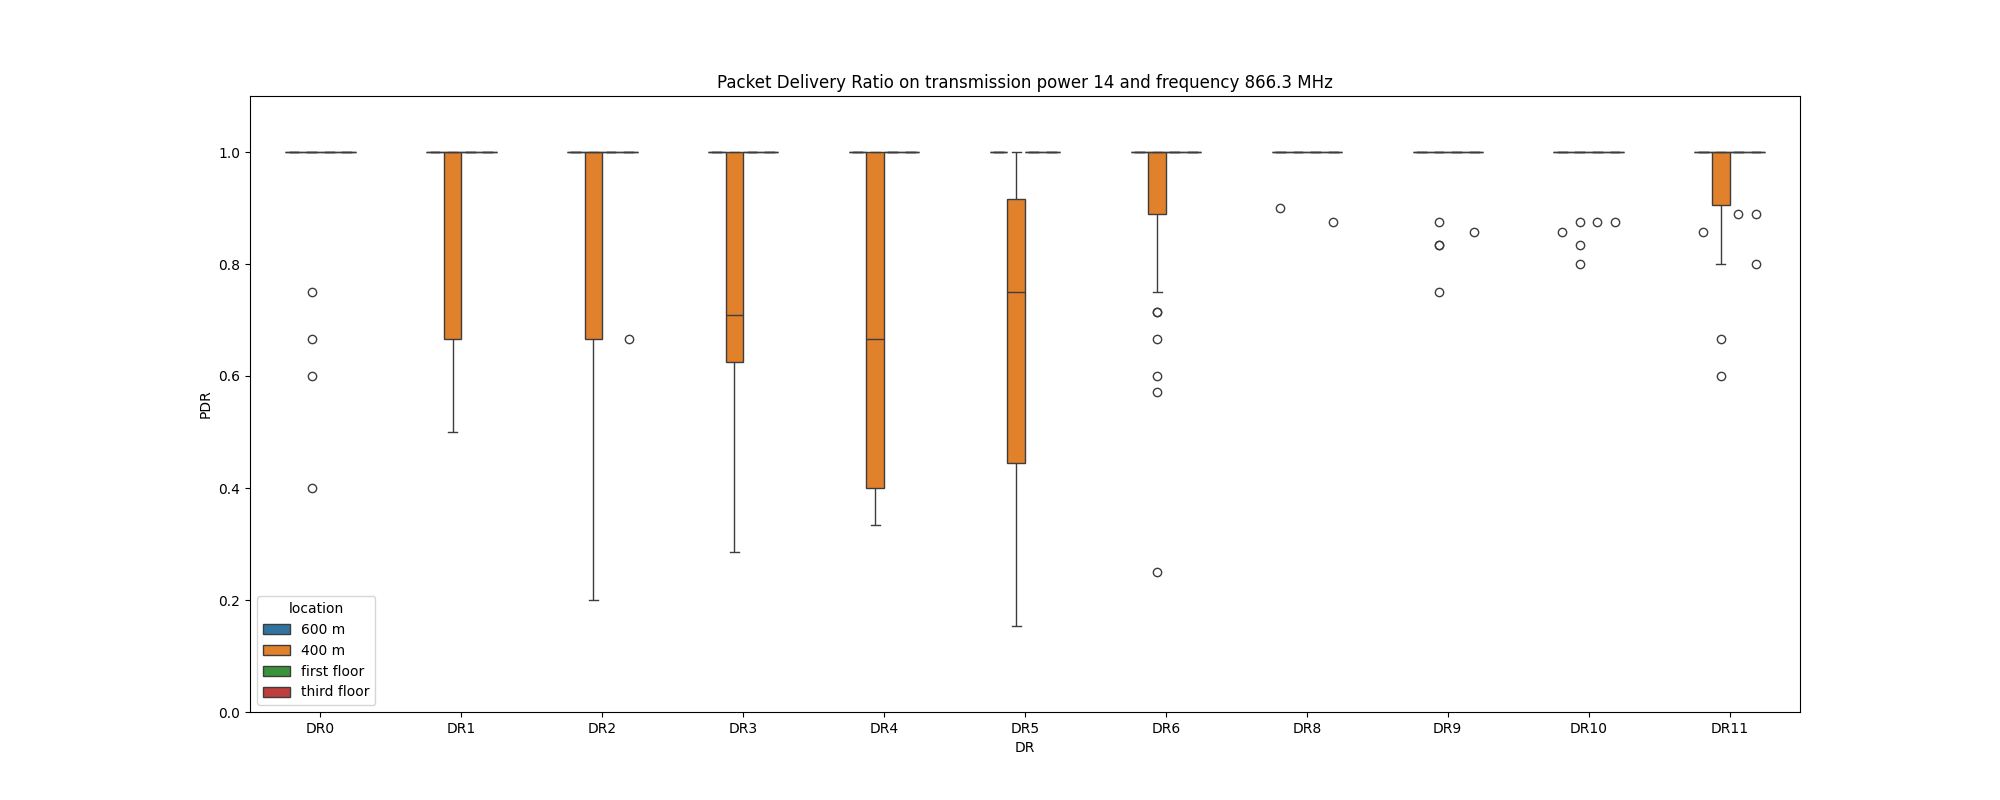 Packet Delivery Ratio on transmission power 14 and frequency 866.3 MHz
1.0
0.8
0.6
0.4
0.2
0.0
PDR
location
600 m
400 m
first floor
third floor
DR0 DR1 DR2 DR3 DR4 DR5 DR6 DR8 DR9 DR10 DR11
DR